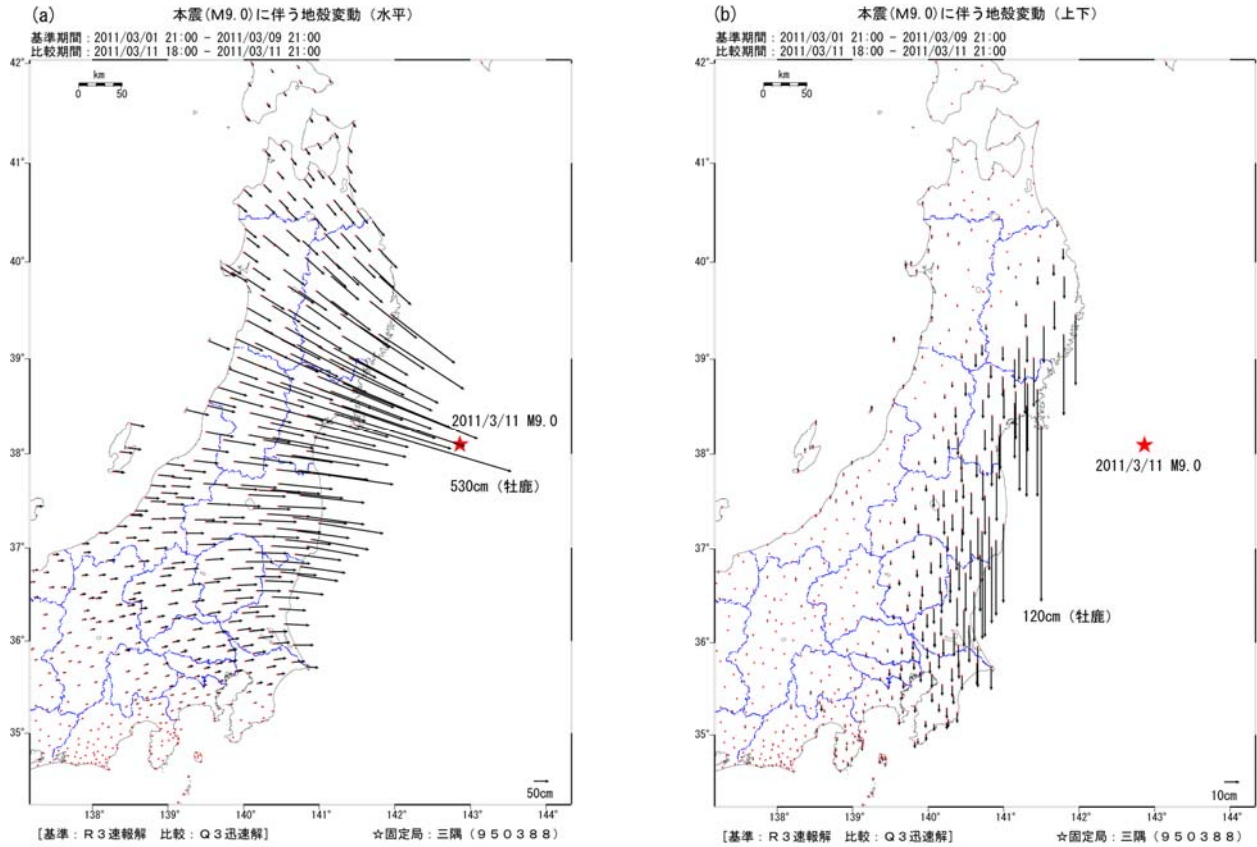 (a) 本震(M9.0)に伴う地殻変動(水平)
基準期間:2011/03/01 21:00 - 2011/03/09 21:00
比較期間:2011/03/11 18:00 - 2011/03/11 21:00
42°
km
0 50
41°
40°
39°
2011/3/11 M9.0
38°
530cm(牡鹿)
37°
36°
35°
50cm
138° 139° 140° 141° 142° 143° 144°
[基準:R3速報解 比較:Q3迅速解] ☆固定局:三隅(950388)
(b) 本震(M9.0)に伴う地殻変動(上下)
基準期間:2011/03/01 21:00 - 2011/03/09 21:00
比較期間:2011/03/11 18:00 - 2011/03/11 21:00
42°
km
0 50
41°
40°
39°
38°
2011/3/11 M9.0
37°
120cm(牡鹿)
36°
35°
10cm
138° 139° 140° 141° 142° 143° 144°
[基準:R3速報解 比較:Q3迅速解] ☆固定局:三隅(950388)